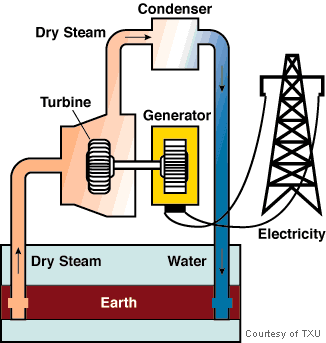 Condenser
Dry Steam
Turbine
Generator
Electricity
Dry Steam
Water
Earth
Courtesy of TXU